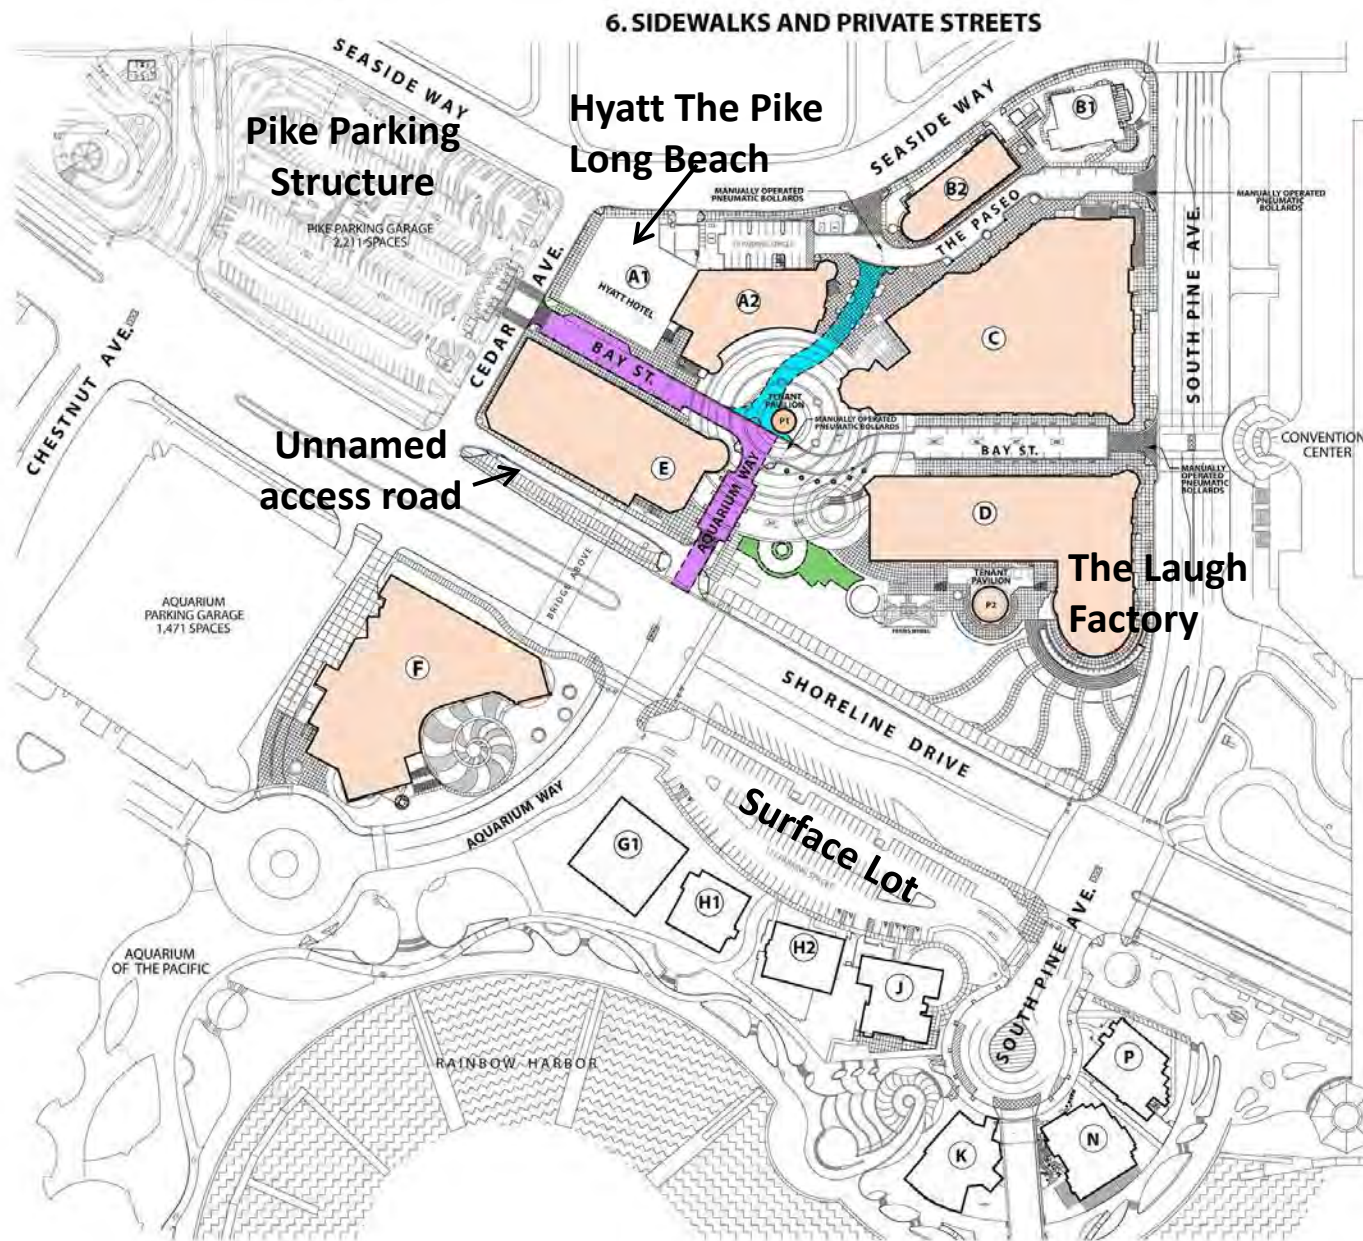 6. SIDEWALKS AND PRIVATE STREETS
SEASIDE WAY
Hyatt The Pike
Long Beach
Pike Parking
Structure
PIKE PARKING GARAGE
2,211 SPACES
SEASIDE WAY
B1
B2
MANUALLY OPERATED
PNEUMATIC BOLLARDS
MANUALLY OPERATED
PNEUMATIC BOLLARDS
THE PASEO
SOUTH PINE AVE.
CEDAR AVE.
A1
HYATT HOTEL
A2
C
CHESTNUT AVE.
BAY ST.
TENANT
PAVILION
P1
MANUALLY OPERATED
PNEUMATIC BOLLARDS
BAY ST.
CONVENTION
CENTER
MANUALLY
OPERATED
PNEUMATIC
BOLLARDS
Unnamed
access road
E
AQUARIUM WAY
D
The Laugh
Factory
TENANT
PAVILION
P2
FERRIS WHEEL
BRIDGE ABOVE
AQUARIUM
PARKING GARAGE
1,471 SPACES
F
SHORELINE DRIVE
AQUARIUM WAY
Surface Lot
G1
H1
H2
J
SOUTH PINE AVE.
AQUARIUM
OF THE PACIFIC
RAINBOW HARBOR
P
N
K